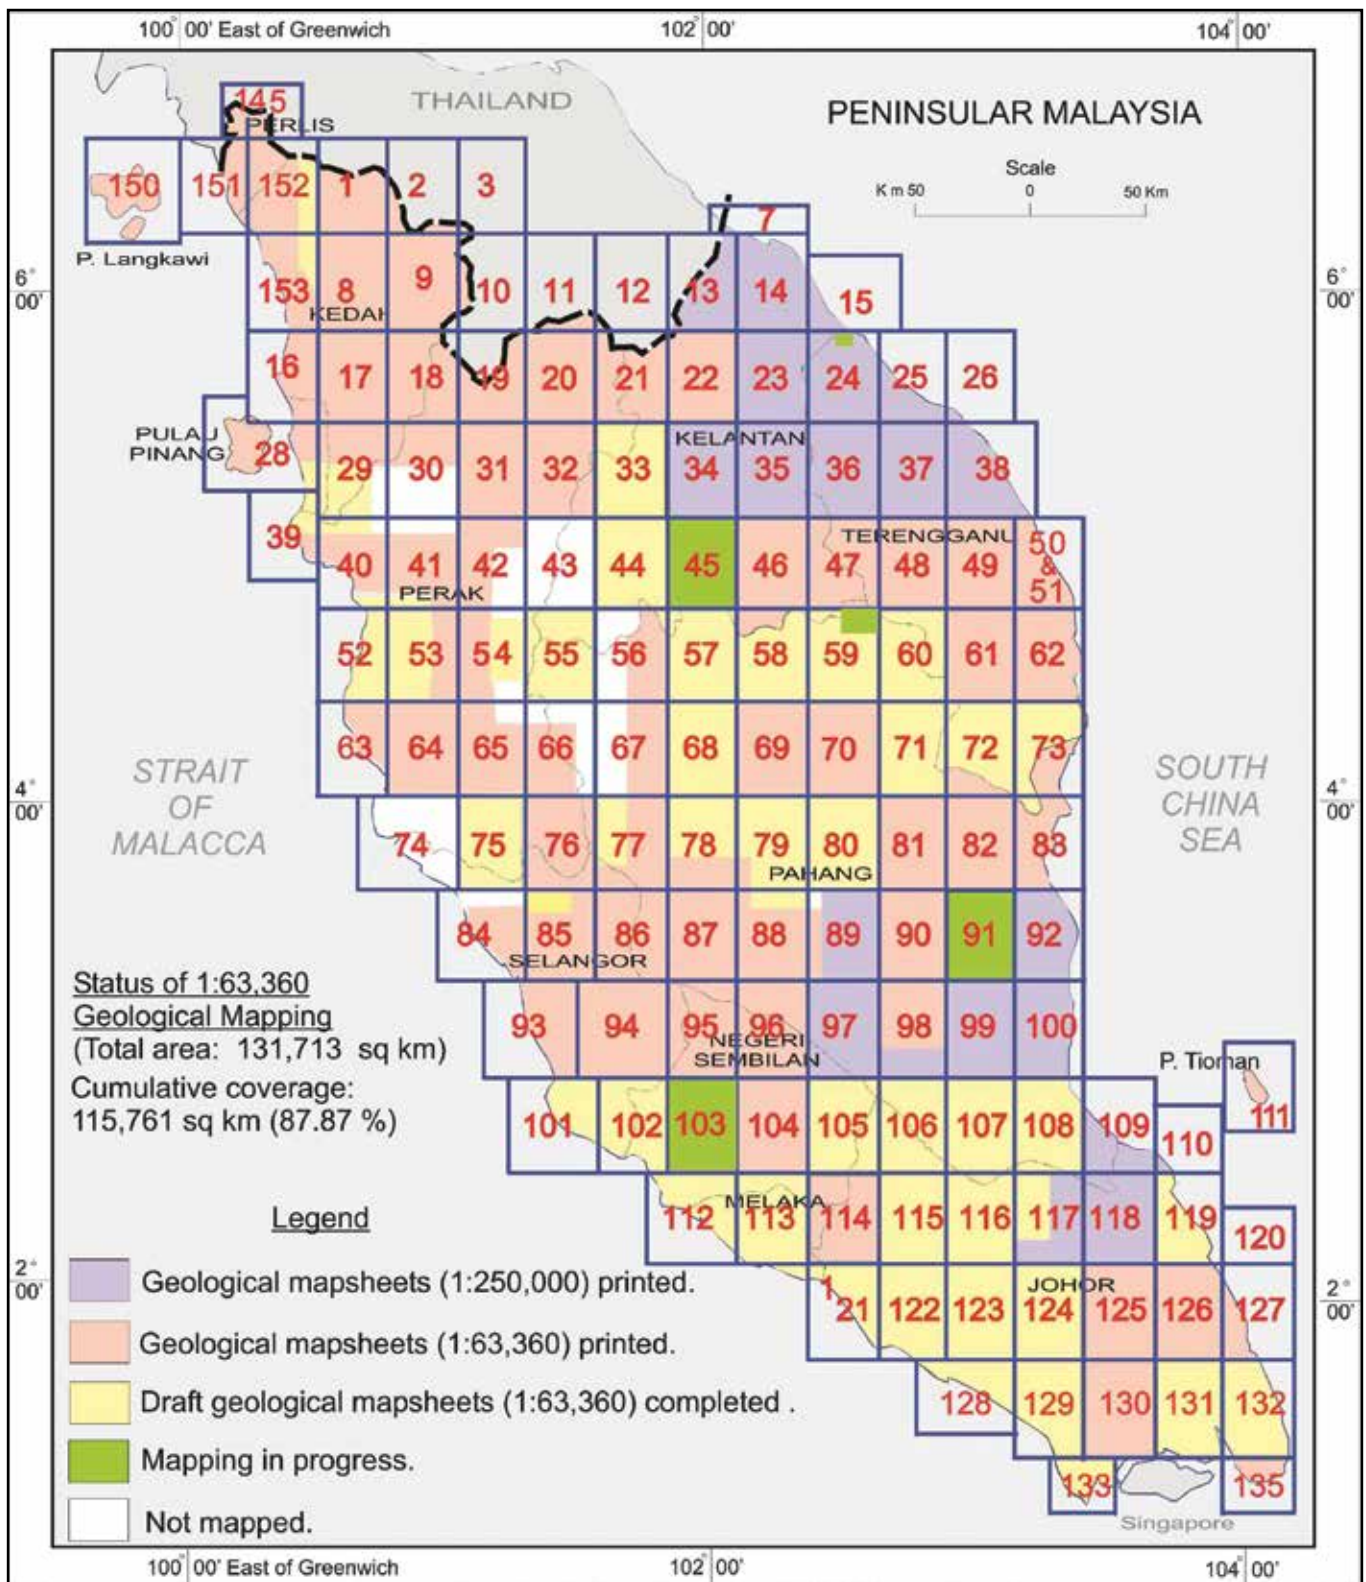 100° 00' East of Greenwich
102° 00'
104° 00'
THAILAND
PENINSULAR MALAYSIA
Scale
K m 50 0 50 Km
145
PERLIS
150 151 152 1 2 3
7
P. Langkawi
6° 00'
6° 00'
153 8 9 10 11 12 13 14 15
KEDAH
16 17 18 19 20 21 22 23 24 25 26
PULAU
PINANG
KELANTAN
28 29 30 31 32 33 34 35 36 37 38
39 40 41 42 43 44 45 46 47 48 49 50 & 51
TERENGGANU
PERAK
52 53 54 55 56 57 58 59 60 61 62
63 64 65 66 67 68 69 70 71 72 73
STRAIT
OF
MALACCA
SOUTH
CHINA
SEA
4° 00'
4° 00'
74 75 76 77 78 79 80 81 82 83
PAHANG
84 85 86 87 88 89 90 91 92
SELANGOR
93 94 95 96 97 98 99 100
NEGERI
SEMBILAN
P. Tioman
101 102 103 104 105 106 107 108 109 110 111
MELAKA
112 113 114 115 116 117 118 119 120
JOHOR
121 122 123 124 125 126 127
128 129 130 131 132
133 135
Singapore
Status of 1:63,360
Geological Mapping
(Total area: 131,713 sq km)
Cumulative coverage:
115,761 sq km (87.87 %)
Legend
2° 00'
2° 00'
Geological mapsheets (1:250,000) printed.
Geological mapsheets (1:63,360) printed.
Draft geological mapsheets (1:63,360) completed .
Mapping in progress.
Not mapped.
100° 00' East of Greenwich
102° 00'
104° 00'